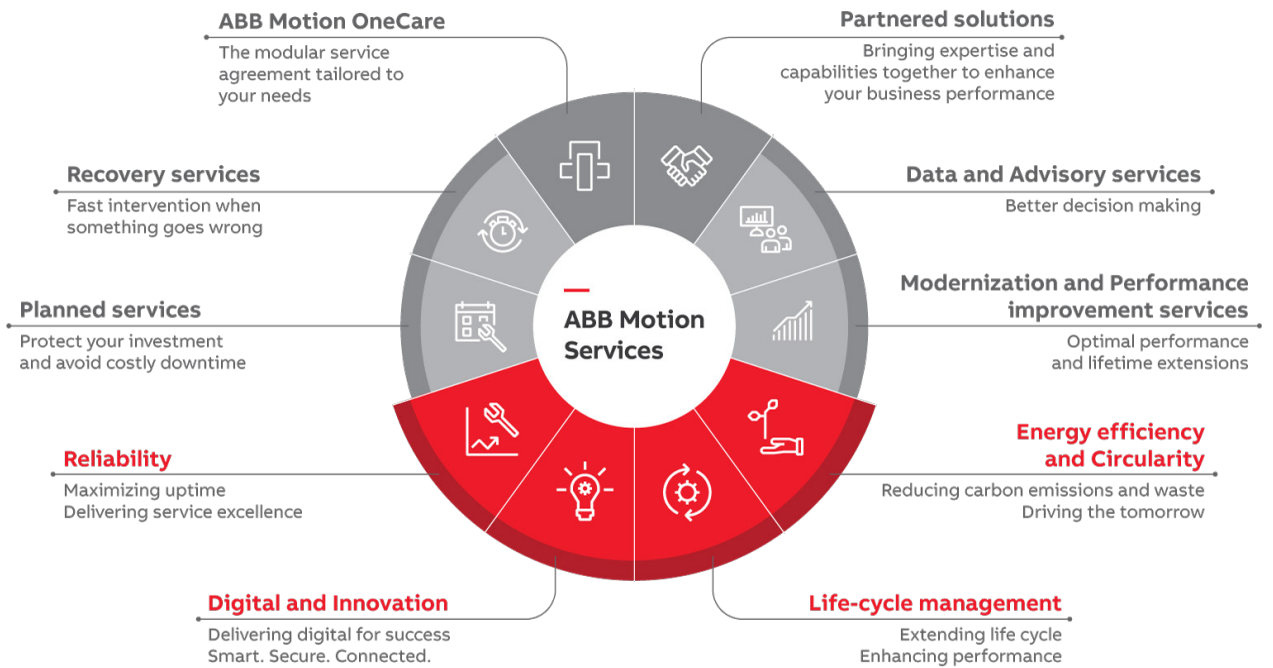 ABB Motion OneCare
The modular service
agreement tailored to
your needs
Partnered solutions
Bringing expertise and
capabilities together to enhance
your business performance
Recovery services
Fast intervention when
something goes wrong
Data and Advisory services
Better decision making
Planned services
Protect your investment
and avoid costly downtime
ABB Motion
Services
Modernization and Performance
improvement services
Optimal performance
and lifetime extensions
Reliability
Maximizing uptime
Delivering service excellence
Energy efficiency
and Circularity
Reducing carbon emissions and waste
Driving the tomorrow
Digital and Innovation
Delivering digital for success
Smart. Secure. Connected.
Life-cycle management
Extending life cycle
Enhancing performance